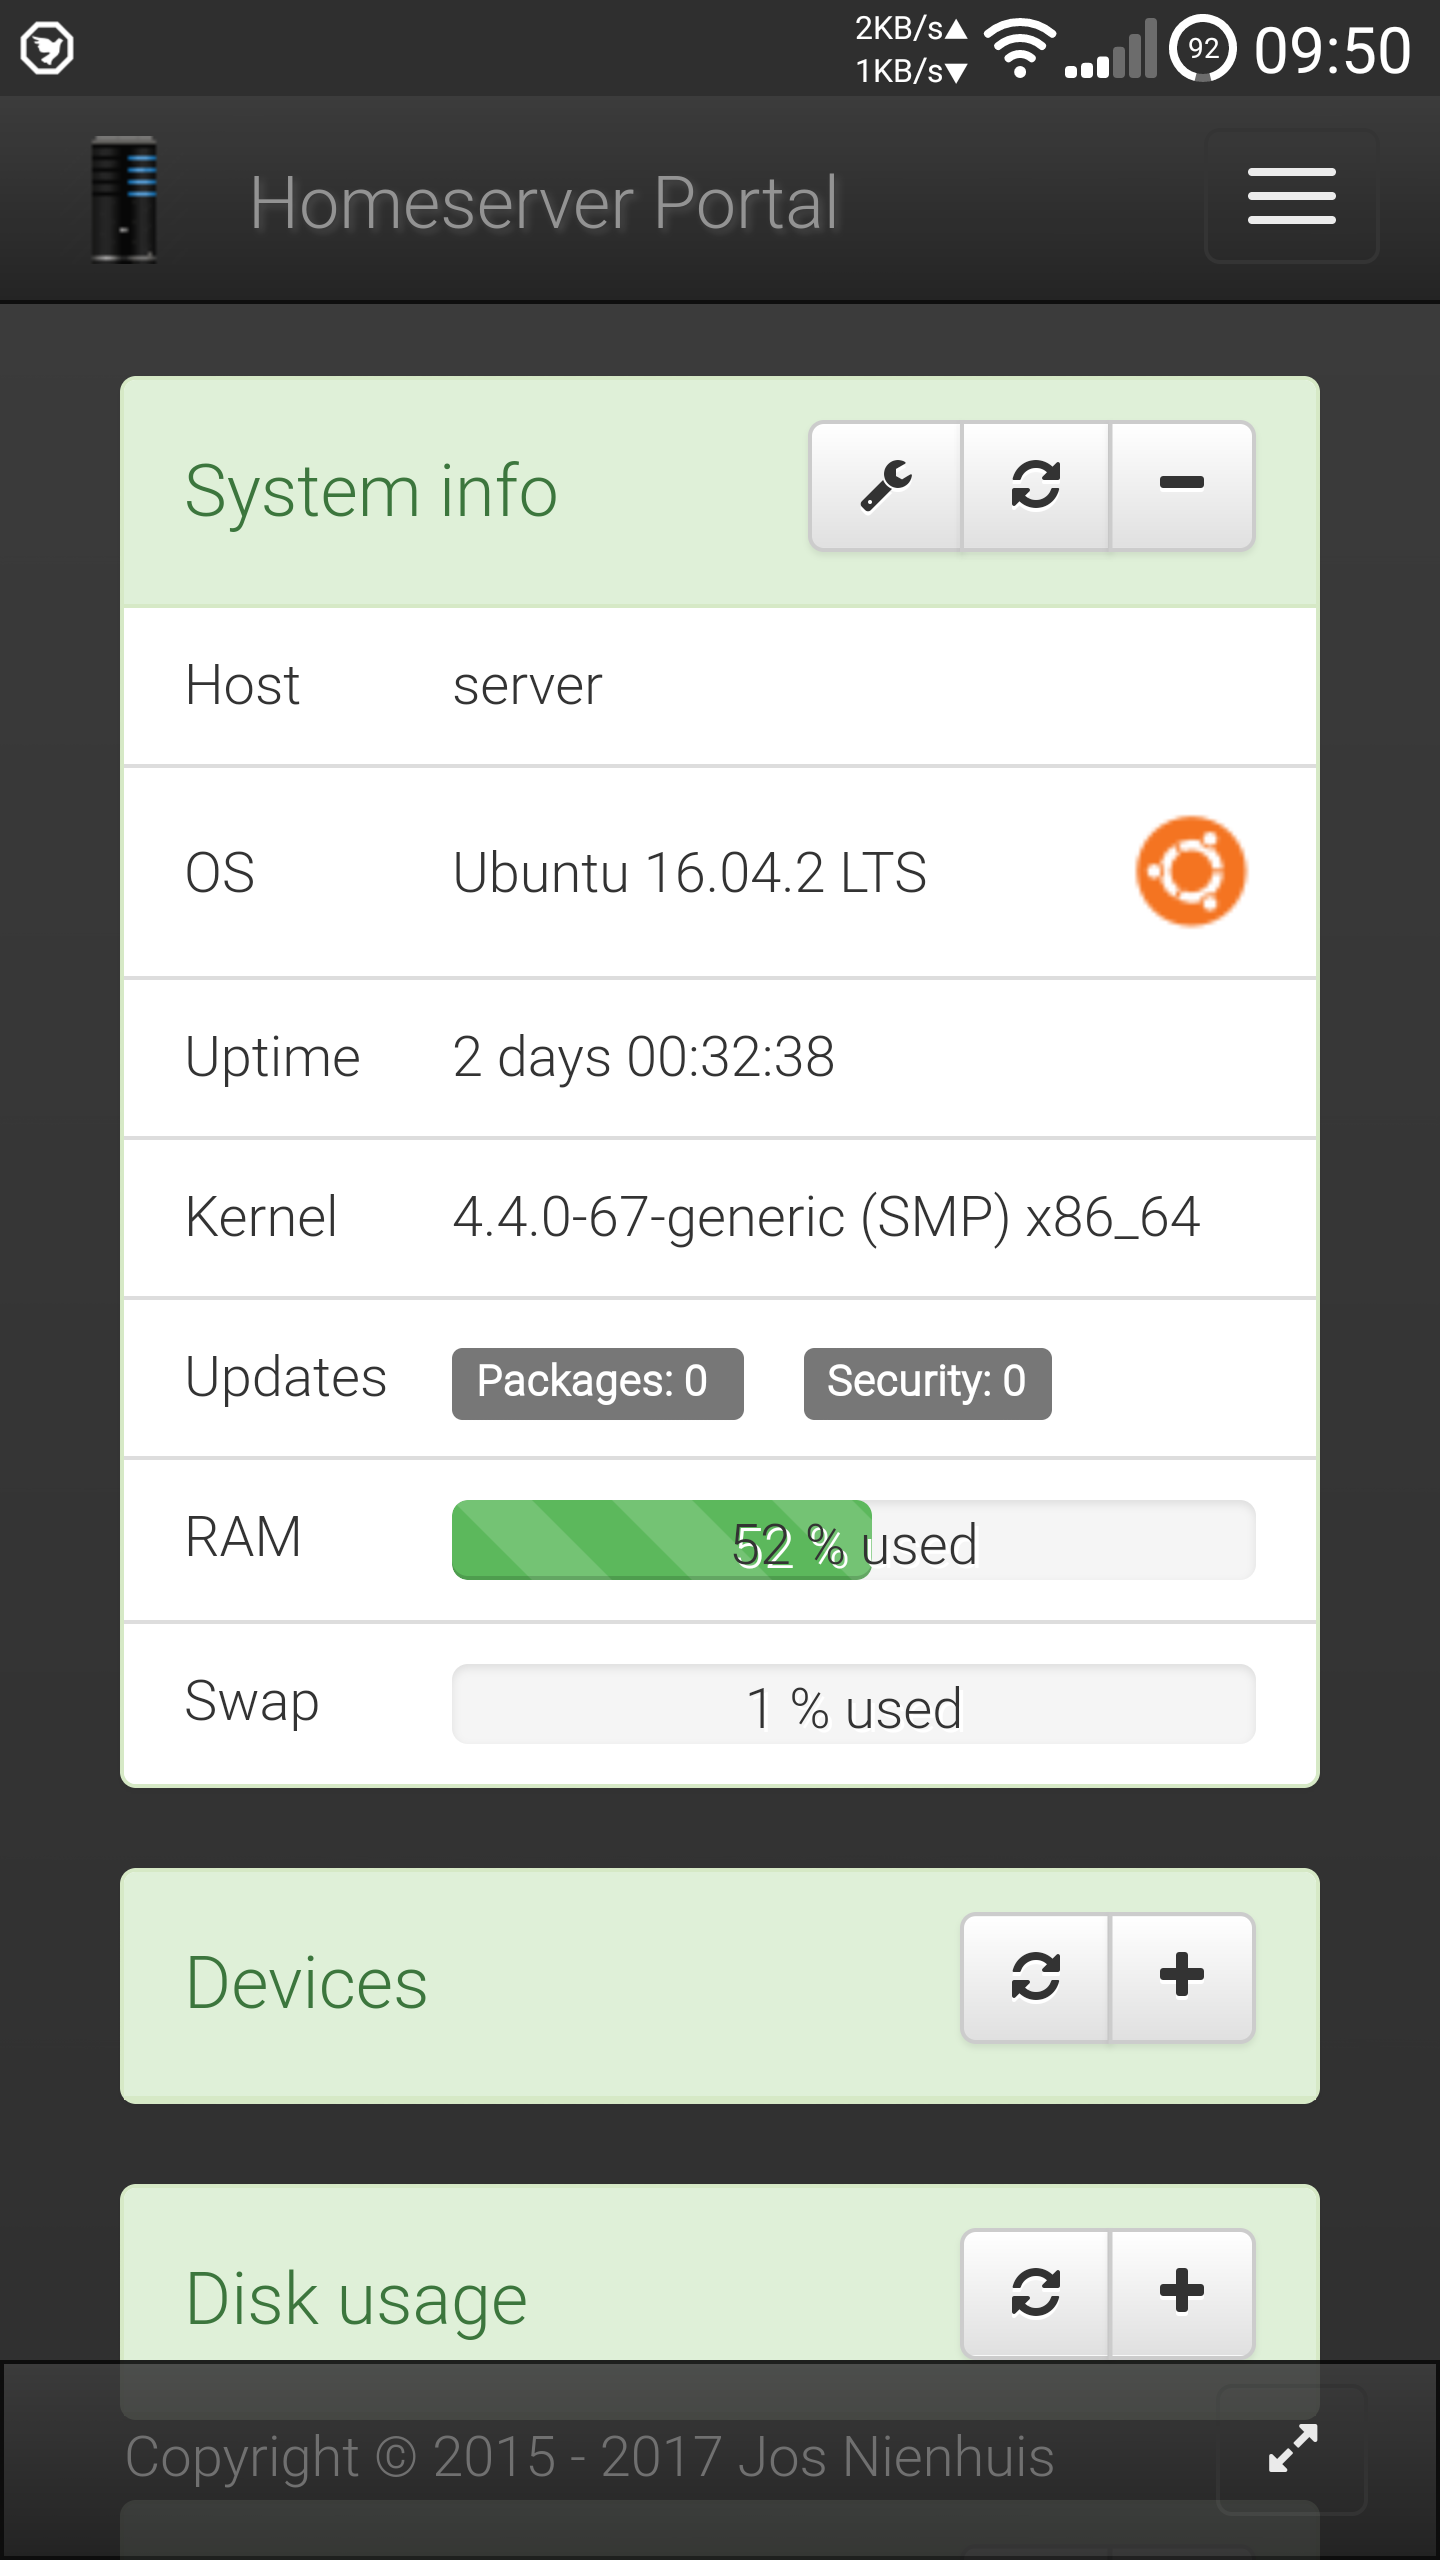 2KB/s▲
1KB/s▼
92
09:50
Homeserver Portal
System info
Host server
OS Ubuntu 16.04.2 LTS
Uptime 2 days 00:32:38
Kernel 4.4.0-67-generic (SMP) x86_64
Updates Packages: 0 Security: 0
RAM 52 % used
Swap 1 % used
Devices
Disk usage
Copyright © 2015 - 2017 Jos Nienhuis